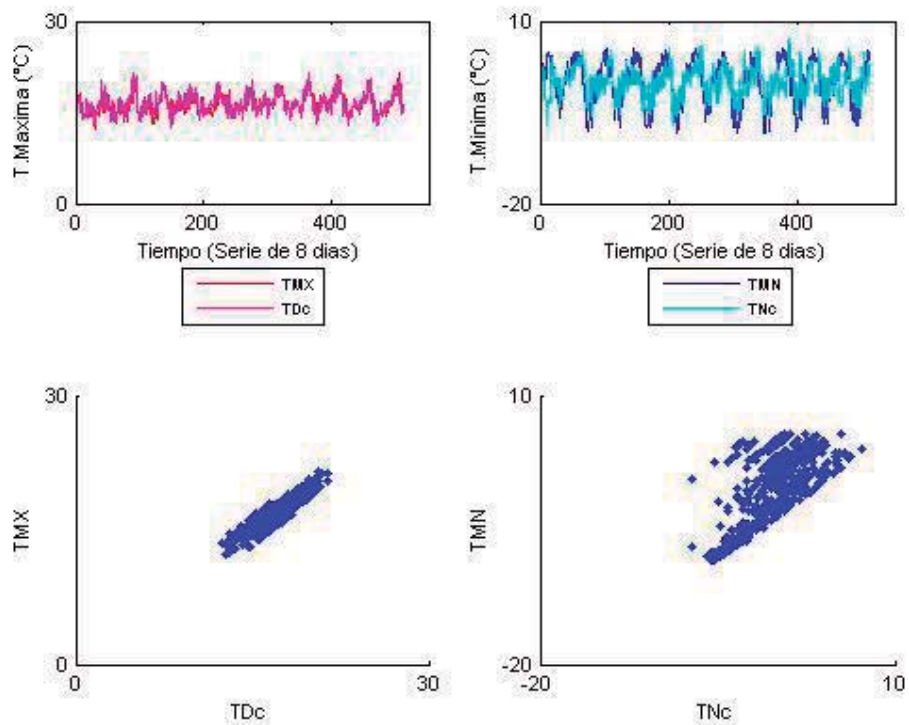 30
T.Maxima (°C)
0
0 200 400
Tiempo (Serie de 8 dias)
TMX
TDc
10
T.Minima (°C)
-20
0 200 400
Tiempo (Serie de 8 dias)
TMN
TNc
30
TMX
0
0 30
TDc
10
TMN
-20
-20 10
TNc